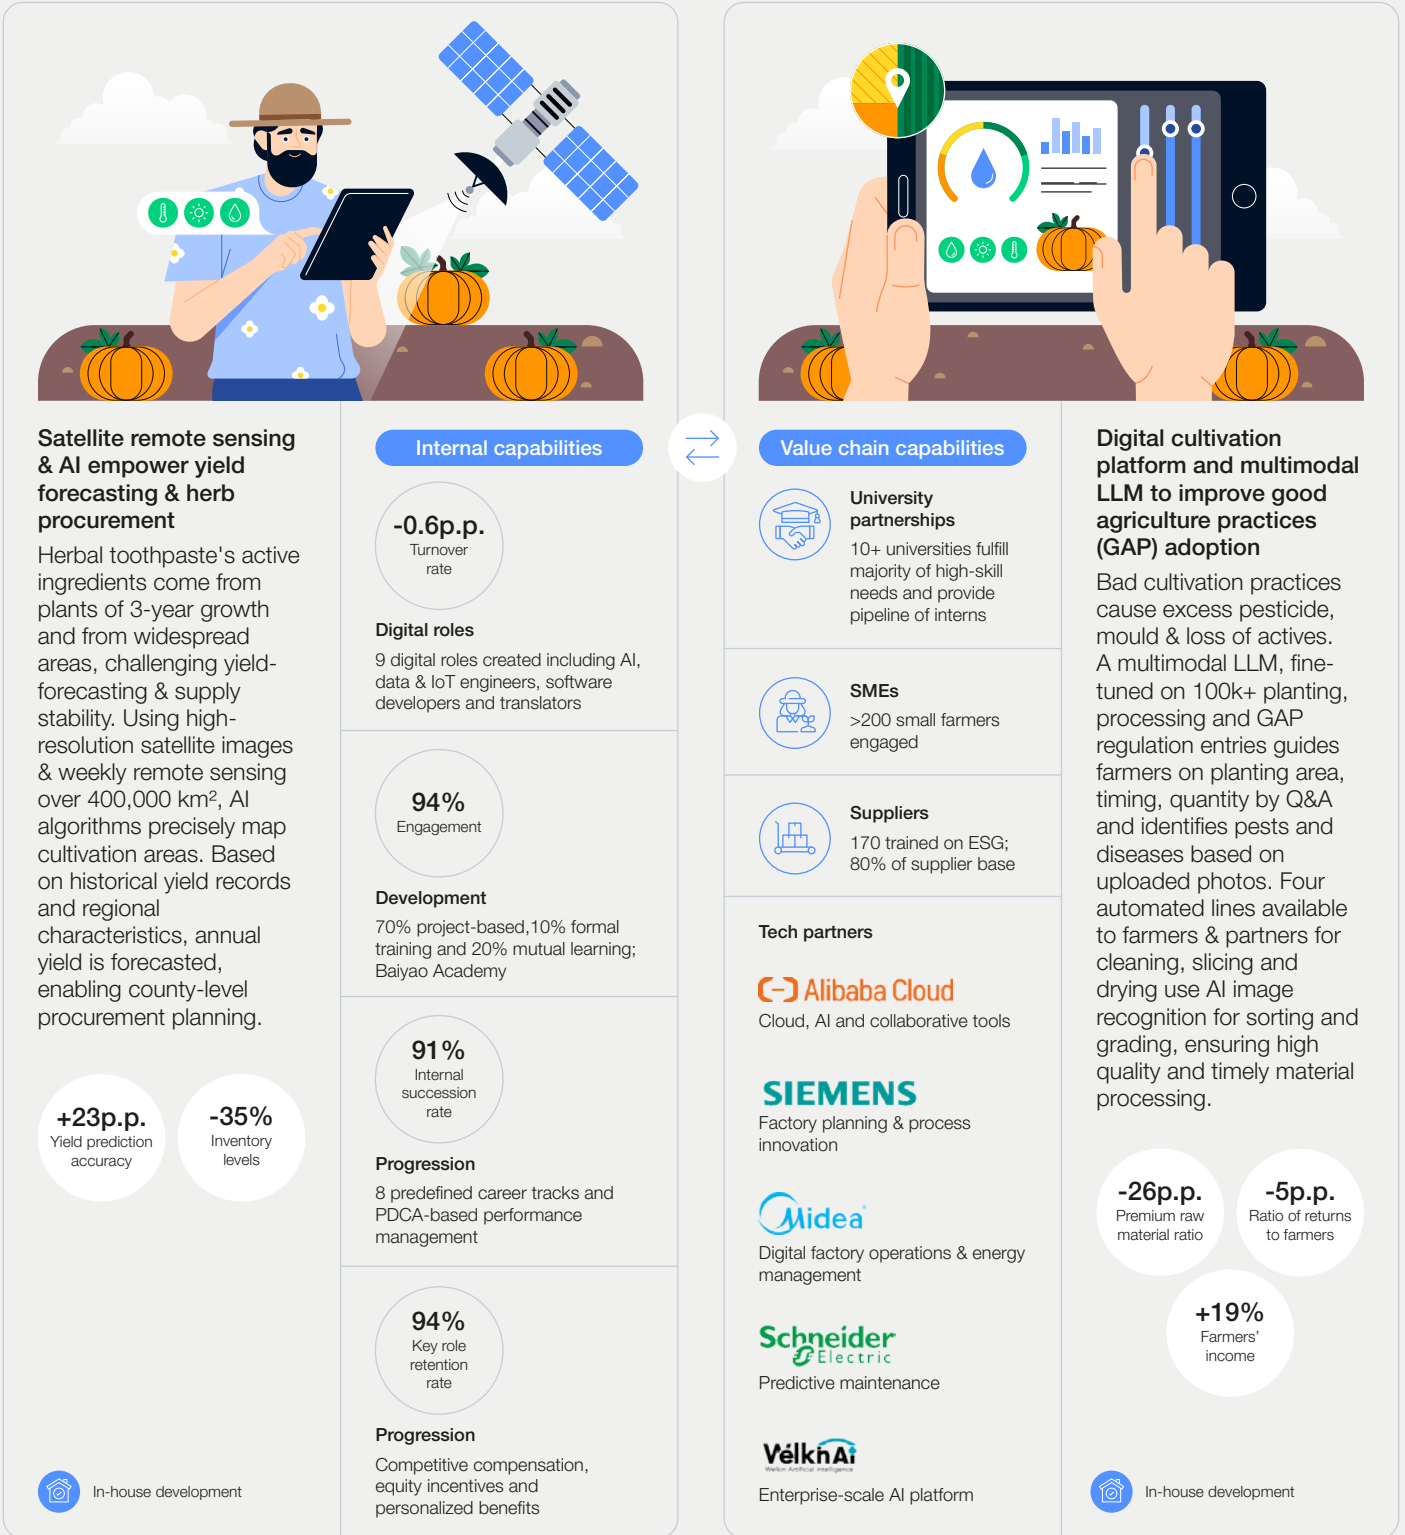 Satellite remote sensing
& AI empower yield
forecasting & herb
procurement
Herbal toothpaste's active
ingredients come from
plants of 3-year growth
and from widespread
areas, challenging yield-
forecasting & supply
stability. Using high-
resolution satellite images
& weekly remote sensing
over 400,000 km², AI
algorithms precisely map
cultivation areas. Based
on historical yield records
and regional
characteristics, annual
yield is forecasted,
enabling county-level
procurement planning.
+23p.p.
Yield prediction
accuracy
-35%
Inventory
levels
In-house development
Internal capabilities
-0.6p.p.
Turnover
rate
Digital roles
9 digital roles created including AI,
data & IoT engineers, software
developers and translators
94%
Engagement
Development
70% project-based,10% formal
training and 20% mutual learning;
Baiyao Academy
91%
Internal
succession
rate
Progression
8 predefined career tracks and
PDCA-based performance
management
94%
Key role
retention
rate
Progression
Competitive compensation,
equity incentives and
personalized benefits
Value chain capabilities
University
partnerships
10+ universities fulfill
majority of high-skill
needs and provide
pipeline of interns
SMEs
>200 small farmers
engaged
Suppliers
170 trained on ESG;
80% of supplier base
Tech partners
Alibaba Cloud
Cloud, AI and collaborative tools
SIEMENS
Factory planning & process
innovation
Midea
Digital factory operations & energy
management
Schneider
Electric
Predictive maintenance
VélkhAi
Welkin Artificial Intelligence
Enterprise-scale AI platform
Digital cultivation
platform and multimodal
LLM to improve good
agriculture practices
(GAP) adoption
Bad cultivation practices
cause excess pesticide,
mould & loss of actives.
A multimodal LLM, fine-
tuned on 100k+ planting,
processing and GAP
regulation entries guides
farmers on planting area,
timing, quantity by Q&A
and identifies pests and
diseases based on
uploaded photos. Four
automated lines available
to farmers & partners for
cleaning, slicing and
drying use AI image
recognition for sorting and
grading, ensuring high
quality and timely material
processing.
-26p.p.
Premium raw
material ratio
-5p.p.
Ratio of returns
to farmers
+19%
Farmers'
income
In-house development